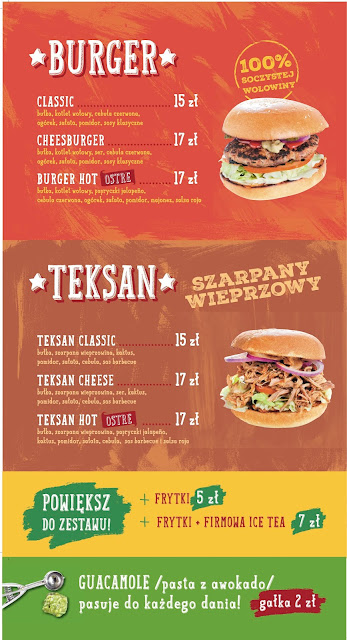 BURGER
100%
SOCZYSTEJ
WOŁOWINY
CLASSIC 15 zł
bułka, kotlet wołowy, cebula czerwona,
ogórek, sałata, pomidor, sosy klasyczne
CHEESBURGER 17 zł
bułka, kotlet wołowy, ser, cebula czerwona,
ogórek, sałata, pomidor, sosy klasyczne
BURGER HOT OSTRE 17 zł
bułka, kotlet wołowy, papryczki jalapeño,
cebula czerwona, ogórek, sałata, pomidor, majonez, salsa rojo
TEKSAN
SZARPANY
WIEPRZOWY
TEKSAN CLASSIC 15 zł
bułka, szarpana wieprzowina, kaktus,
pomidor, sałata, cebula, sos barbecue
TEKSAN CHEESE 17 zł
bułka, szarpana wieprzowina, ser, kaktus,
pomidor, sałata, cebula, sos barbecue
TEKSAN HOT OSTRE 17 zł
bułka, szarpana wieprzowina, papryczki jalapeño,
kaktus, pomidor, sałata, cebula, sos barbecue i salsa rojo
POWIĘKSZ
DO ZESTAWU!
+ FRYTKI 5 zł
+ FRYTKI + FIRMOWA ICE TEA 7 zł
GUACAMOLE /pasta z awokado/
pasuje do każdego dania! gałka 2 zł